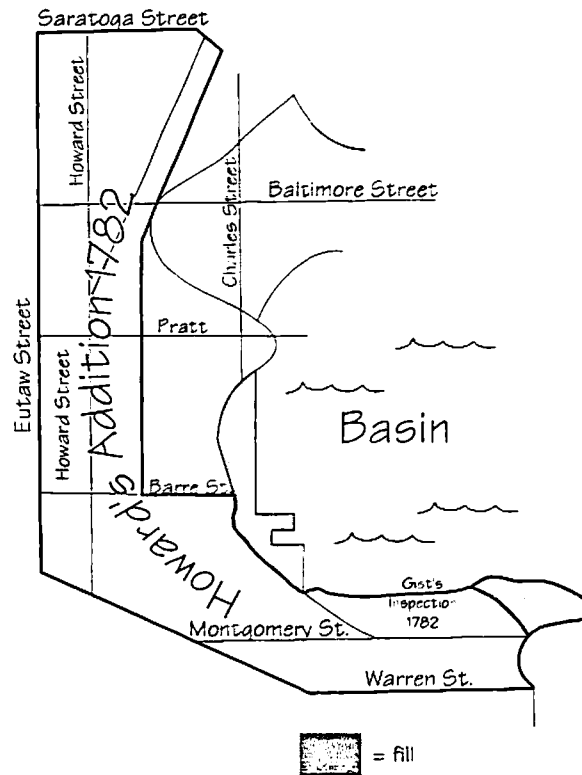 Saratoga Street
Howard Street
Baltimore Street
Charles Street
Howard's Addition-1782
Pratt
Eutaw Street
Howard Street
Basin
Barre St.
Gist's
Inspection
1782
Montgomery St.
Warren St.
= fill